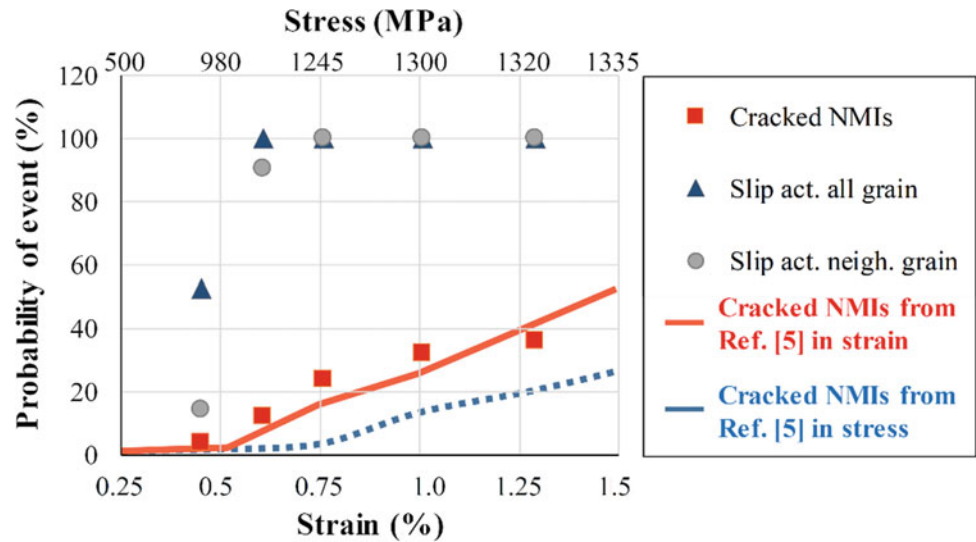 Stress (MPa)
500 980 1245 1300 1320 1335
120
100
80
60
40
20
0
Probability of event (%)
0.25 0.5 0.75 1.0 1.25 1.5
Strain (%)
Cracked NMIs
Slip act. all grain
Slip act. neigh. grain
Cracked NMIs from
Ref. [5] in strain
Cracked NMIs from
Ref. [5] in stress